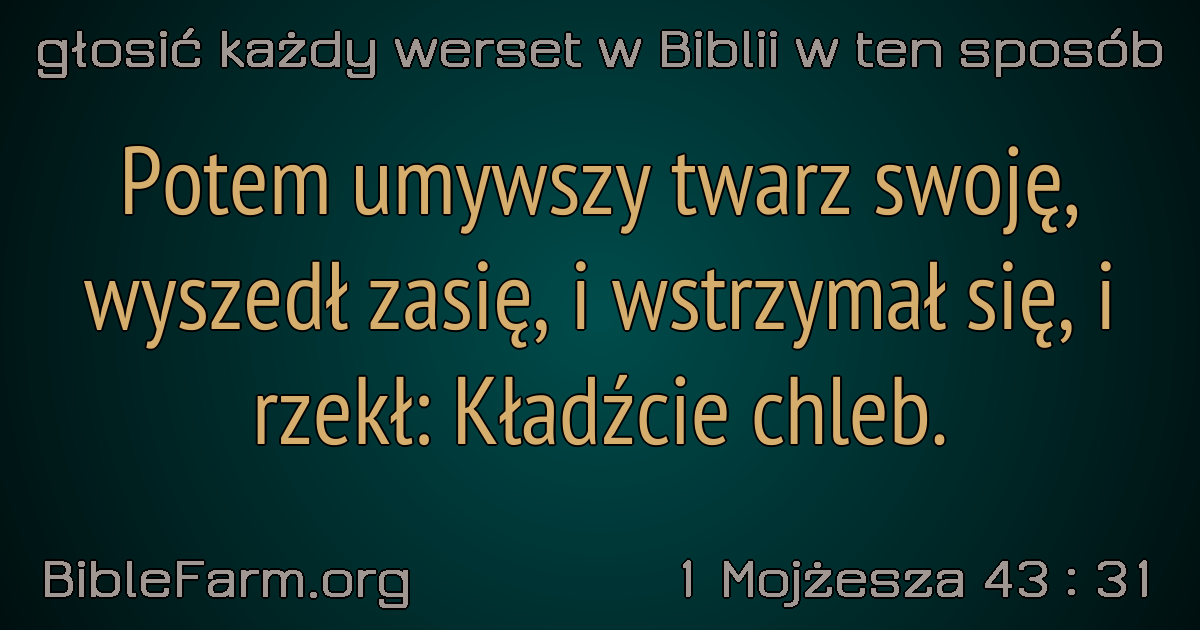 głosić każdy werset w Biblii w ten sposób
Potem umywszy twarz swoję,
wyszedł zasię, i wstrzymał się, i
rzekł: Kładźcie chleb.
BibleFarm.org
1 Mojżesza 43 : 31